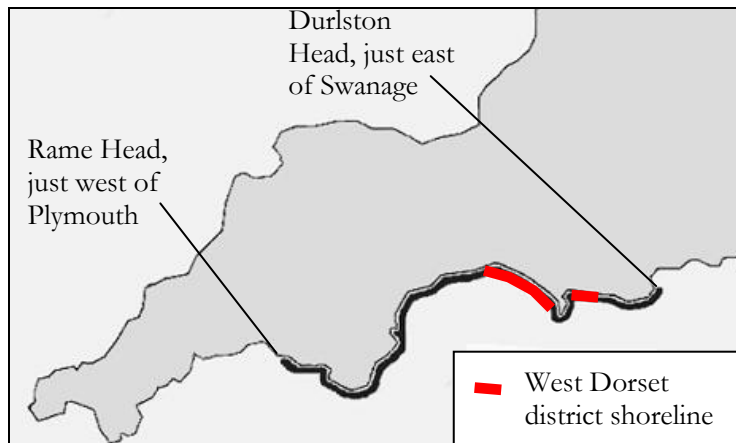 Durlston
Head, just east
of Swanage
Rame Head,
just west of
Plymouth
West Dorset
district shoreline